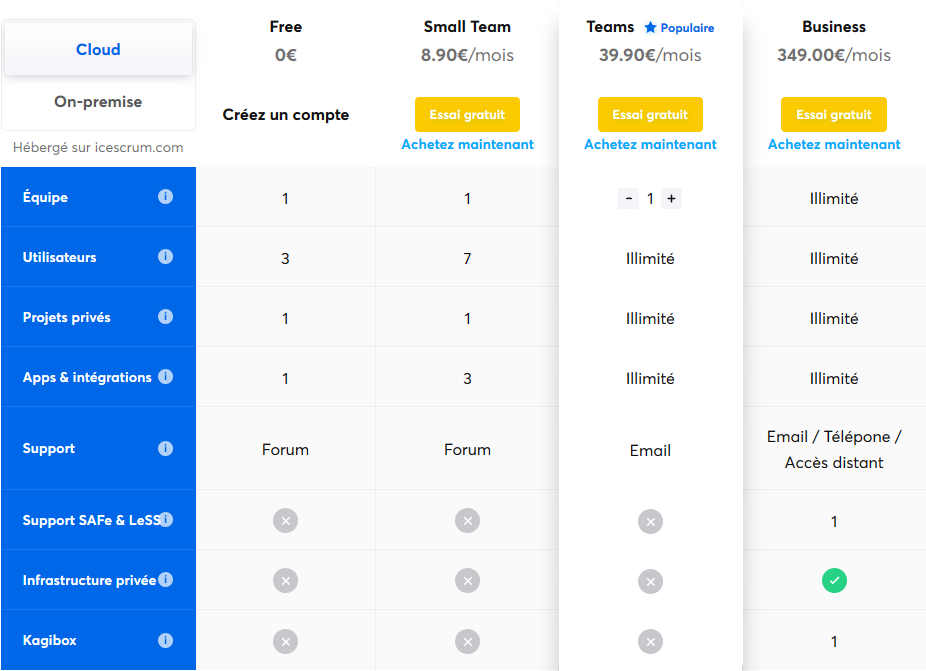 Free
Small Team
Teams Populaire
Business
Cloud
0€
8.90€/mois
39.90€/mois
349.00€/mois
On-premise
Créez un compte
Essai gratuit
Essai gratuit
Essai gratuit
Hébergé sur icescrum.com
Achetez maintenant
Achetez maintenant
Achetez maintenant
Équipe i
1
1
- 1 +
Illimité
Utilisateurs i
3
7
Illimité
Illimité
Projets privés i
1
1
Illimité
Illimité
Apps & intégrations i
1
3
Illimité
Illimité
Support i
Forum
Forum
Email
Email / Télépone /
Accès distant
Support SAFe & LeSS i
1
Infrastructure privée i
Kagibox i
1